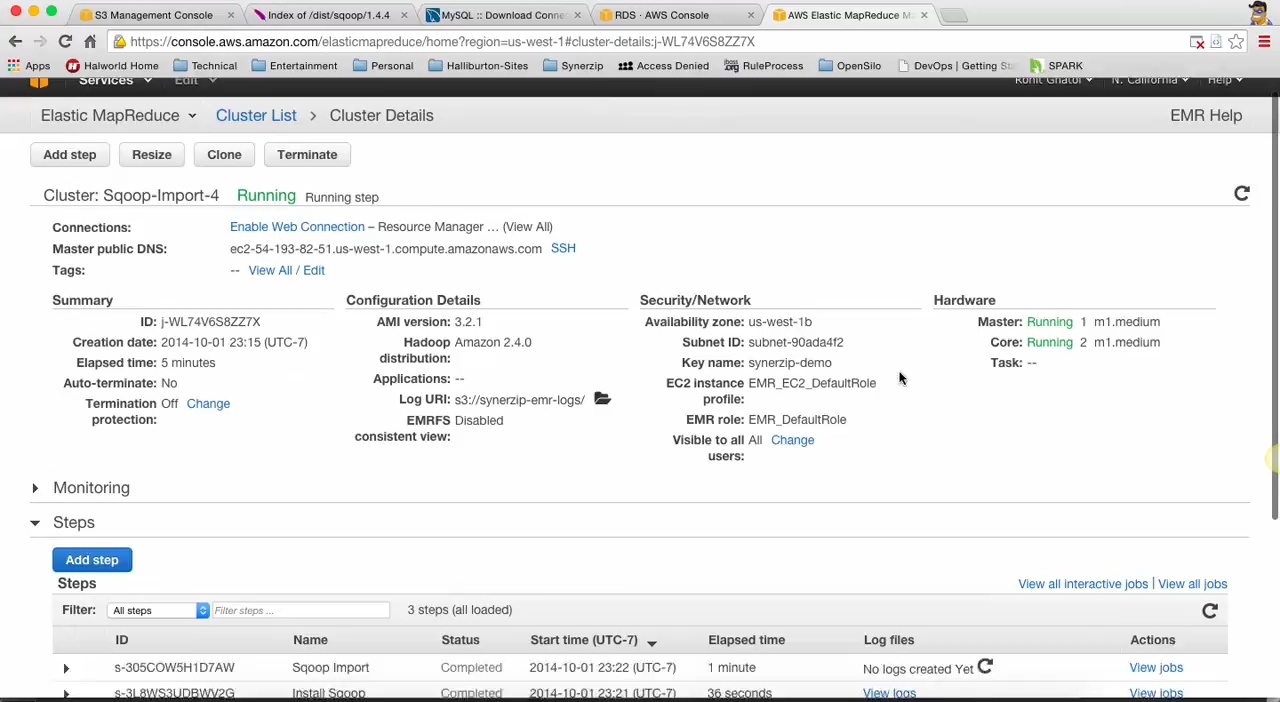 S3 Management Console
Index of /dist/sqoop/1.4.4
MySQL :: Download Conne
RDS · AWS Console
AWS Elastic MapReduce M
https://console.aws.amazon.com/elasticmapreduce/home?region=us-west-1#cluster-details:j-WL74V6S8ZZ7X
Apps Halworld Home Technical Entertainment Personal Halliburton-Sites Synerzip Access Denied RuleProcess OpenSilo DevOps | Getting Sta SPARK
Services Edit Rohit Ghatol N. California Help
Elastic MapReduce Cluster List > Cluster Details EMR Help
Add step Resize Clone Terminate
Cluster: Sqoop-Import-4 Running Running step
Connections: Enable Web Connection – Resource Manager … (View All)
Master public DNS: ec2-54-193-82-51.us-west-1.compute.amazonaws.com SSH
Tags: -- View All / Edit
Summary
ID: j-WL74V6S8ZZ7X
Creation date: 2014-10-01 23:15 (UTC-7)
Elapsed time: 5 minutes
Auto-terminate: No
Termination protection: Off Change
Configuration Details
AMI version: 3.2.1
Hadoop distribution: Amazon 2.4.0
Applications: --
Log URI: s3://synerzip-emr-logs/
EMRFS consistent view: Disabled
Security/Network
Availability zone: us-west-1b
Subnet ID: subnet-90ada4f2
Key name: synerzip-demo
EC2 instance profile: EMR_EC2_DefaultRole
EMR role: EMR_DefaultRole
Visible to all users: All Change
Hardware
Master: Running 1 m1.medium
Core: Running 2 m1.medium
Task: --
Monitoring
Steps
Add step
Steps
View all interactive jobs | View all jobs
Filter: All steps Filter steps ... 3 steps (all loaded)
ID Name Status Start time (UTC-7) Elapsed time Log files Actions
s-305COW5H1D7AW Sqoop Import Completed 2014-10-01 23:22 (UTC-7) 1 minute No logs created Yet View jobs
s-3L8WS3UDBWV2G Install Sqoop Completed 2014-10-01 23:21 (UTC-7) 36 seconds View logs View jobs